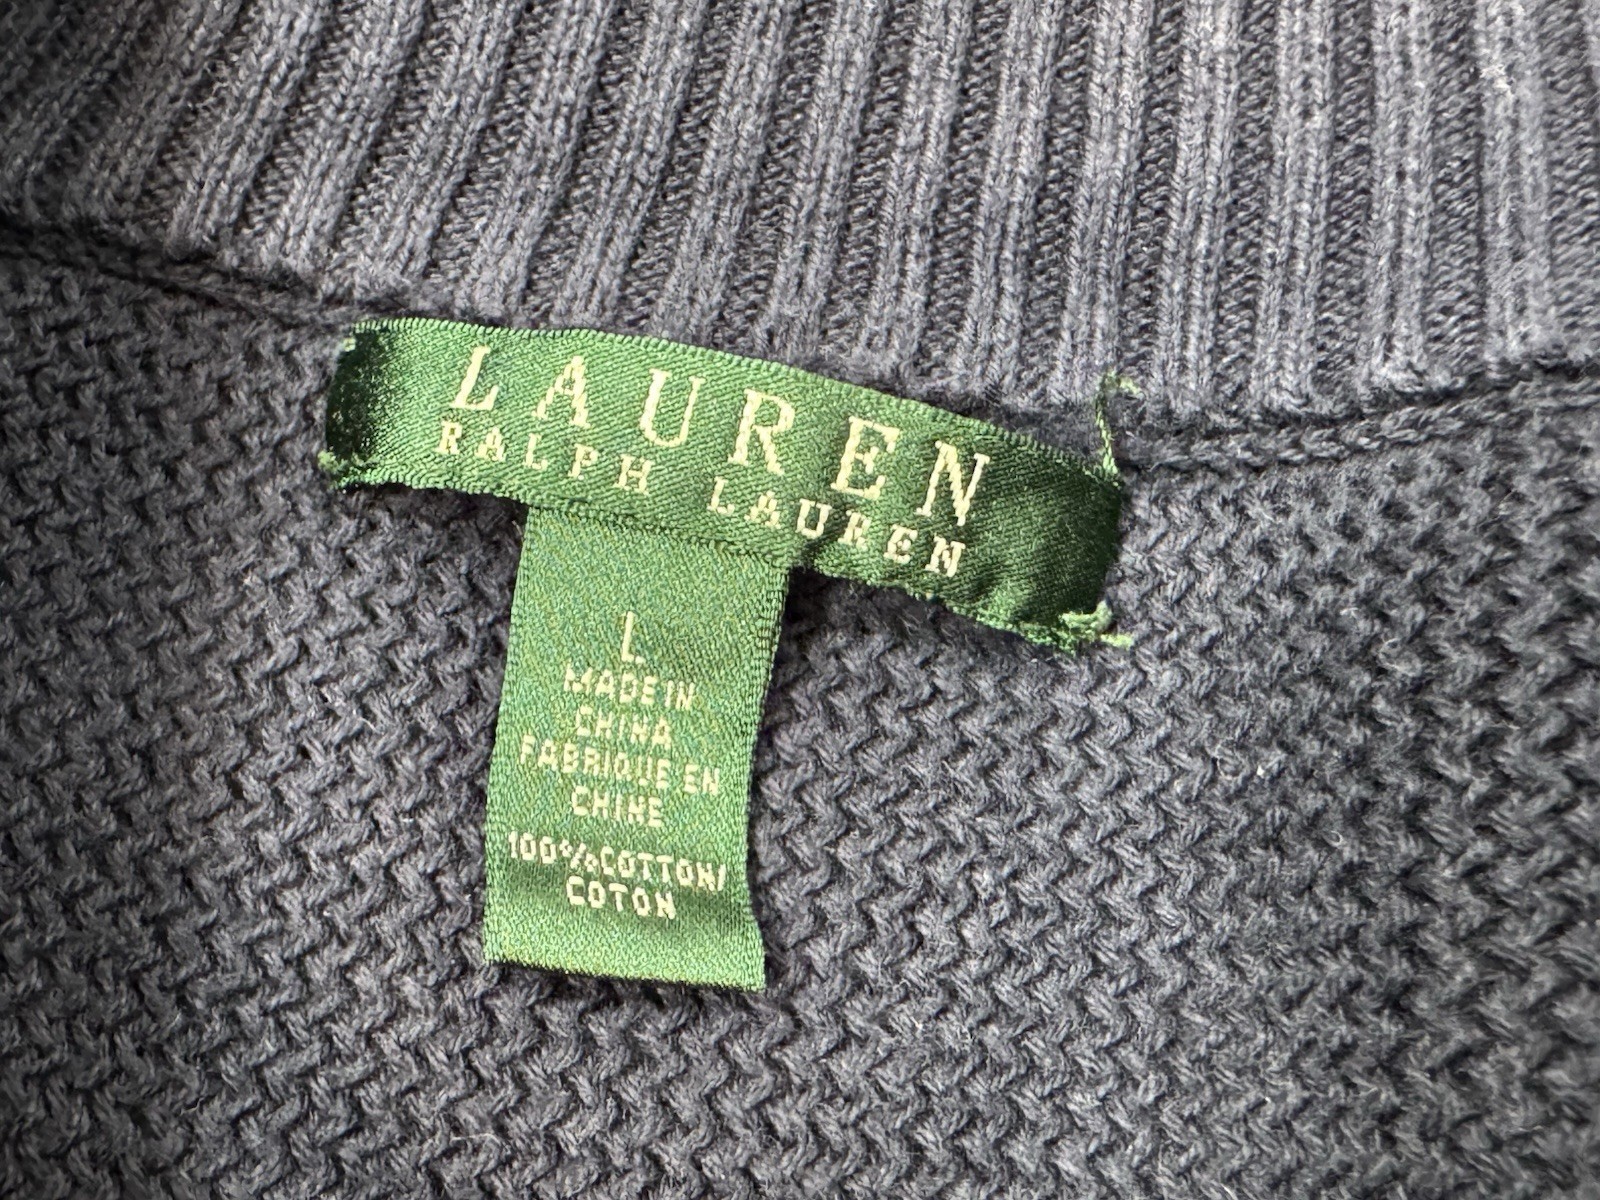 LAUREN
RALPH LAUREN
L
MADE IN
CHINA
FABRIQUE EN
CHINE
100%COTTON/
COTON